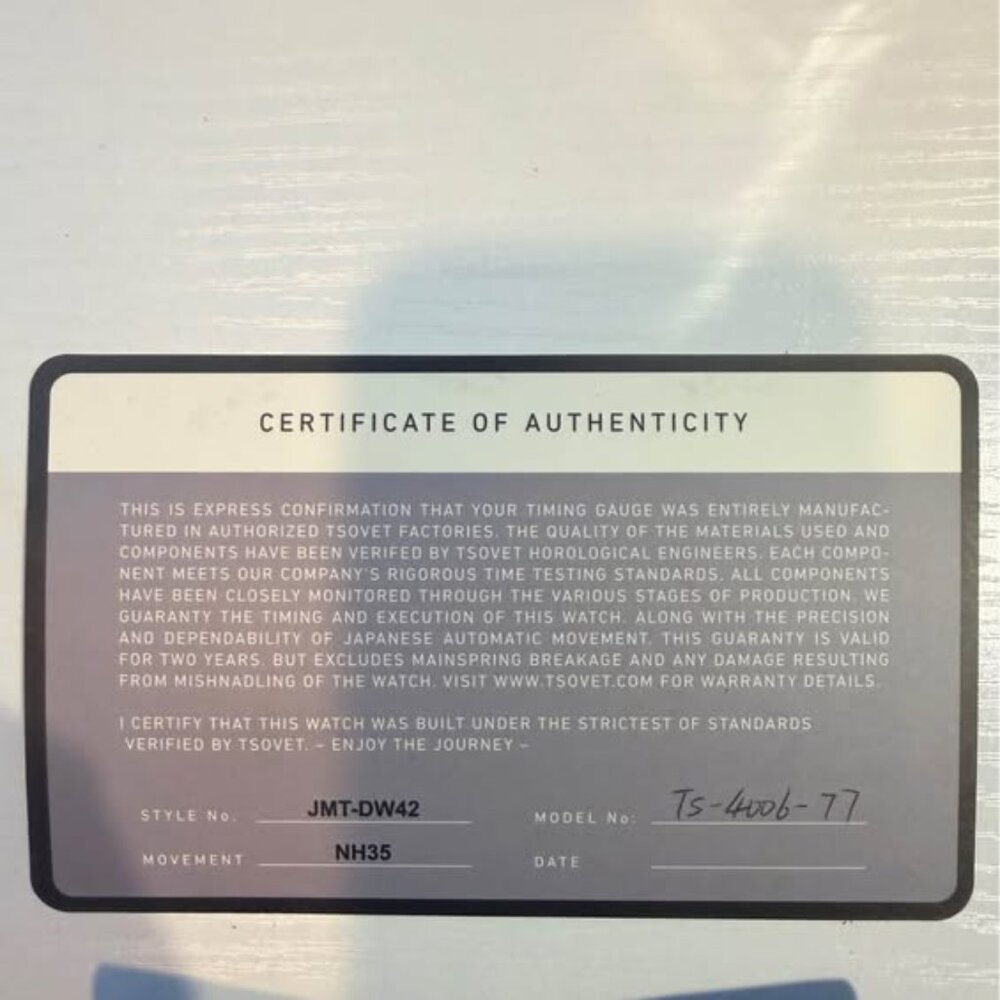 CERTIFICATE OF AUTHENTICITY
THIS IS EXPRESS CONFIRMATION THAT YOUR TIMING GAUGE WAS ENTIRELY MANUFAC-
TURED IN AUTHORIZED TSOVET FACTORIES. THE QUALITY OF THE MATERIALS USED AND
COMPONENTS HAVE BEEN VERIFED BY TSOVET HOROLOGICAL ENGINEERS. EACH COMPO-
NENT MEETS OUR COMPANY'S RIGOROUS TIME TESTING STANDARDS. ALL COMPONENTS
HAVE BEEN CLOSELY MONITORED THROUGH THE VARIOUS STAGES OF PRODUCTION. WE
GUARANTY THE TIMING AND EXECUTION OF THIS WATCH. ALONG WITH THE PRECISION
AND DEPENDABILITY OF JAPANESE AUTOMATIC MOVEMENT. THIS GUARANTY IS VALID
FOR TWO YEARS. BUT EXCLUDES MAINSPRING BREAKAGE AND ANY DAMAGE RESULTING
FROM MISHNADLING OF THE WATCH. VISIT WWW.TSOVET.COM FOR WARRANTY DETAILS.
I CERTIFY THAT THIS WATCH WAS BUILT UNDER THE STRICTEST OF STANDARDS
VERIFIED BY TSOVET. – ENJOY THE JOURNEY –
STYLE No. JMT-DW42 MODEL No: TS-4006-77
MOVEMENT NH35 DATE